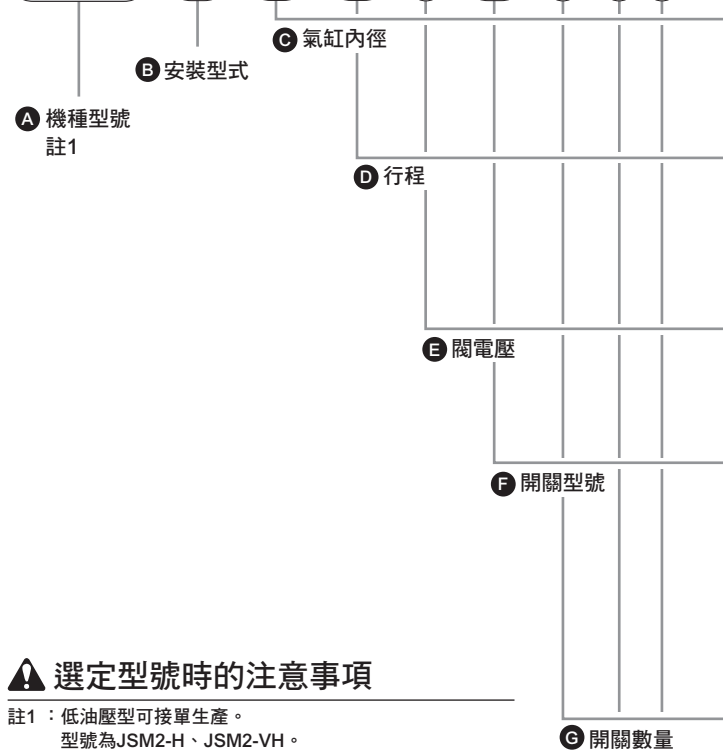 C 氣缸內徑
B 安裝型式
A 機種型號
註1
D 行程
E 閥電壓
F 開關型號
選定型號時的注意事項
註1：低油壓型可接單生產。
型號為JSM2-H、JSM2-VH。
G 開關數量